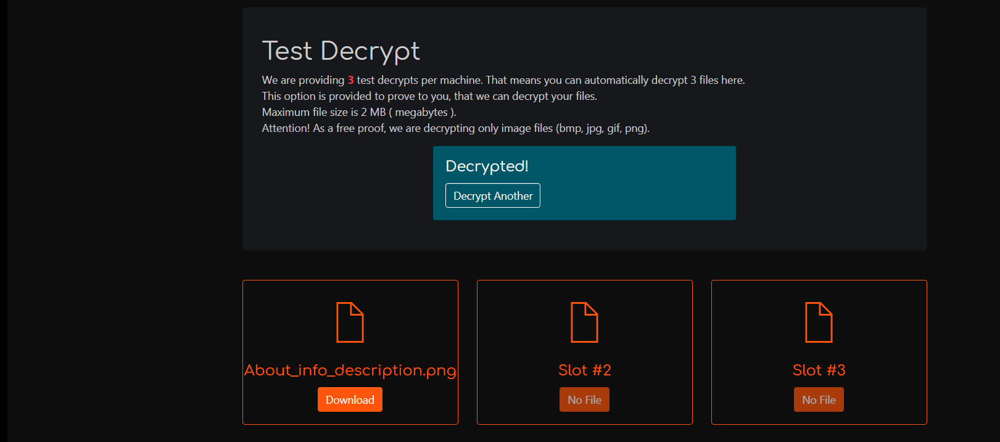 Test Decrypt
We are providing 3 test decrypts per machine. That means you can automatically decrypt 3 files here.
This option is provided to prove to you, that we can decrypt your files.
Maximum file size is 2 MB ( megabytes ).
Attention! As a free proof, we are decrypting only image files (bmp, jpg, gif, png).
Decrypted!
Decrypt Another
About_info_description.png
Download
Slot #2
No File
Slot #3
No File